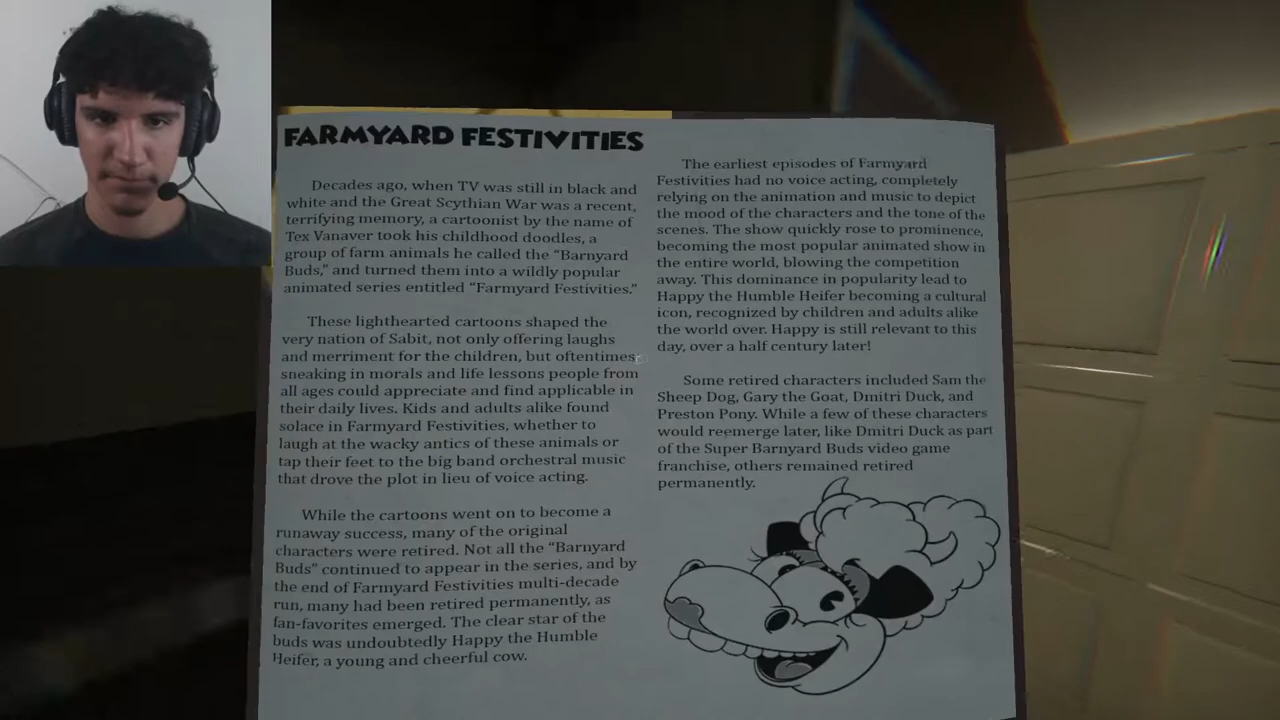 FARMYARD FESTIVITIES
Decades ago, when TV was still in black and
white and the Great Scythian War was a recent,
terrifying memory, a cartoonist by the name of
Tex Vanaver took his childhood doodles, a
group of farm animals he called the “Barnyard
Buds,” and turned them into a wildly popular
animated series entitled “Farmyard Festivities.”
These lighthearted cartoons shaped the
very nation of Sabit, not only offering laughs
and merriment for the children, but oftentimes
sneaking in morals and life lessons people from
all ages could appreciate and find applicable in
their daily lives. Kids and adults alike found
solace in Farmyard Festivities, whether to
laugh at the wacky antics of these animals or
tap their feet to the big band orchestral music
that drove the plot in lieu of voice acting.
While the cartoons went on to become a
runaway success, many of the original
characters were retired. Not all the “Barnyard
Buds” continued to appear in the series, and by
the end of Farmyard Festivities multi-decade
run, many had been retired permanently, as
fan-favorites emerged. The clear star of the
buds was undoubtedly Happy the Humble
Heifer, a young and cheerful cow.
The earliest episodes of Farmyard
Festivities had no voice acting, completely
relying on the animation and music to depict
the mood of the characters and the tone of the
scenes. The show quickly rose to prominence,
becoming the most popular animated show in
the entire world, blowing the competition
away. This dominance in popularity lead to
Happy the Humble Heifer becoming a cultural
icon, recognized by children and adults alike
the world over. Happy is still relevant to this
day, over a half century later!
Some retired characters included Sam the
Sheep Dog, Gary the Goat, Dmitri Duck, and
Preston Pony. While a few of these characters
would reemerge later, like Dmitri Duck as part
of the Super Barnyard Buds video game
franchise, others remained retired
permanently.